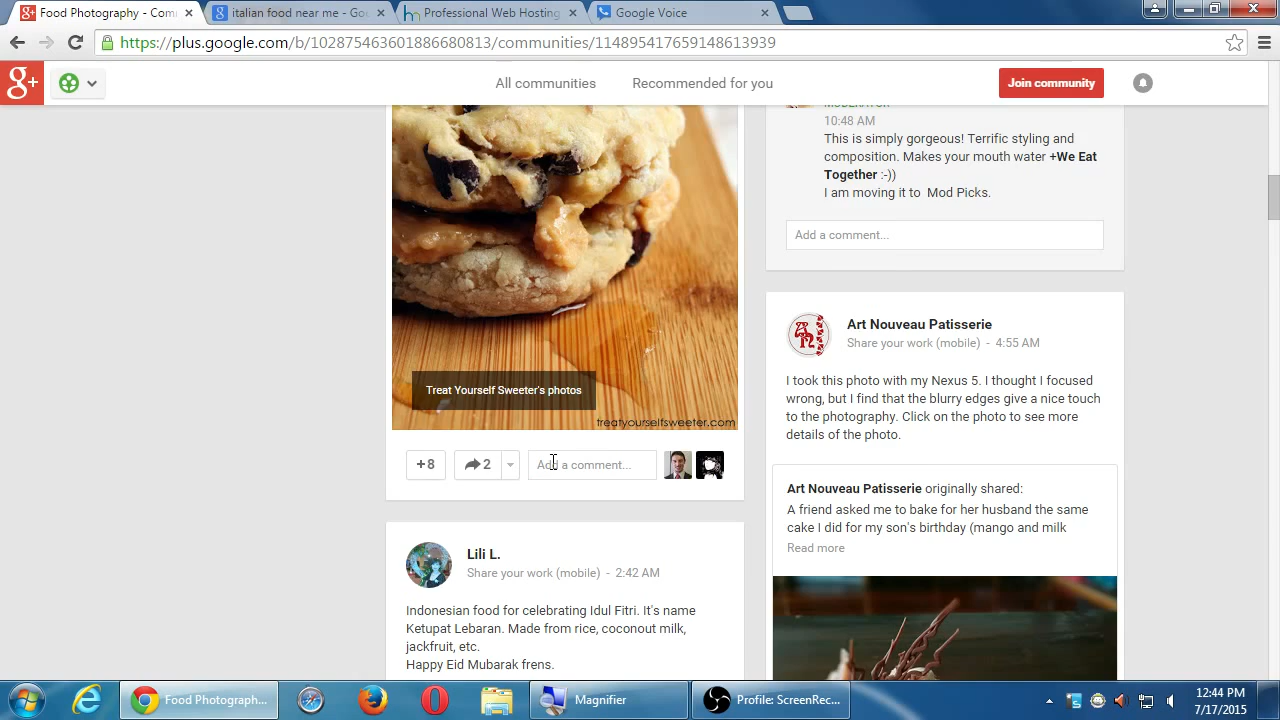 Food Photography - Com
italian food near me - Go
Professional Web Hosting
Google Voice
https://plus.google.com/b/102875463601886680813/communities/114895417659148613939
g+
All communities
Recommended for you
Join community
Treat Yourself Sweeter's photos
treatyourselfsweeter.com
+8
2
Add a comment...
Lili L.
Share your work (mobile) - 2:42 AM
Indonesian food for celebrating Idul Fitri. It's name
Ketupat Lebaran. Made from rice, coconut milk,
jackfruit, etc.
Happy Eid Mubarak frens.
MODERATOR
10:48 AM
This is simply gorgeous! Terrific styling and
composition. Makes your mouth water +We Eat
Together :-))
I am moving it to Mod Picks.
Add a comment...
Art Nouveau Patisserie
Share your work (mobile) - 4:55 AM
I took this photo with my Nexus 5. I thought I focused
wrong, but I find that the blurry edges give a nice touch
to the photography. Click on the photo to see more
details of the photo.
Art Nouveau Patisserie originally shared:
A friend asked me to bake for her husband the same
cake I did for my son's birthday (mango and milk
Read more
Food Photograph...
Magnifier
Profile: ScreenRec...
12:44 PM
7/17/2015